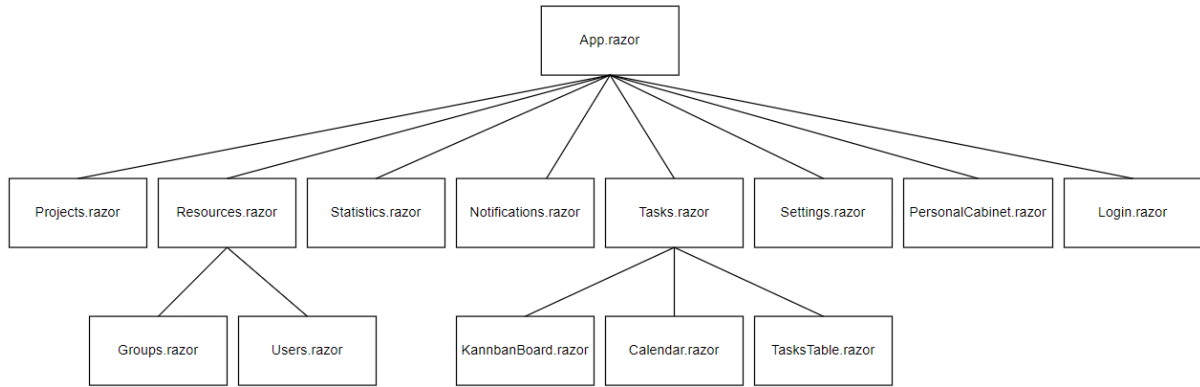 App.razor
Projects.razor
Resources.razor
Statistics.razor
Notifications.razor
Tasks.razor
Settings.razor
PersonalCabinet.razor
Login.razor
Groups.razor
Users.razor
KannbanBoard.razor
Calendar.razor
TasksTable.razor